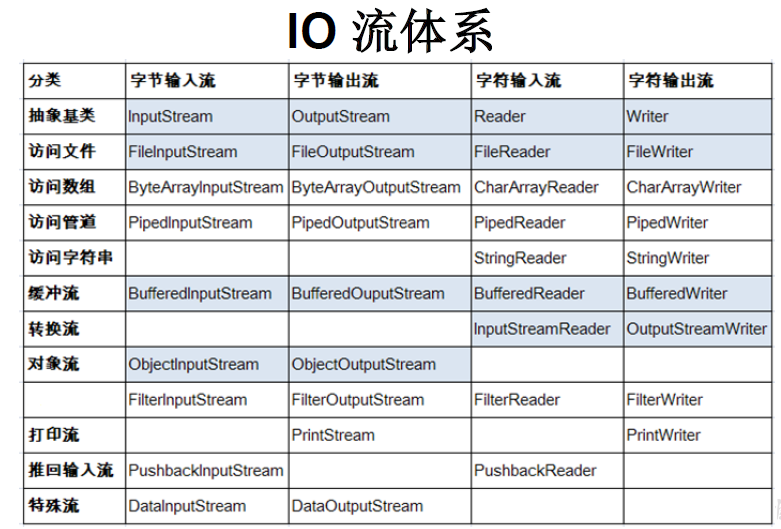 IO 流体系
分类 字节输入流 字节输出流 字符输入流 字符输出流
抽象基类 InputStream OutputStream Reader Writer
访问文件 FileInputStream FileOutputStream FileReader FileWriter
访问数组 ByteArrayInputStream ByteArrayOutputStream CharArrayReader CharArrayWriter
访问管道 PipedInputStream PipedOutputStream PipedReader PipedWriter
访问字符串 StringReader StringWriter
缓冲流 BufferedInputStream BufferedOuputStream BufferedReader BufferedWriter
转换流 InputStreamReader OutputStreamWriter
对象流 ObjectInputStream ObjectOutputStream
FilterInputStream FilterOutputStream FilterReader FilterWriter
打印流 PrintStream PrintWriter
推回输入流 PushbackInputStream PushbackReader
特殊流 DataInputStream DataOutputStream